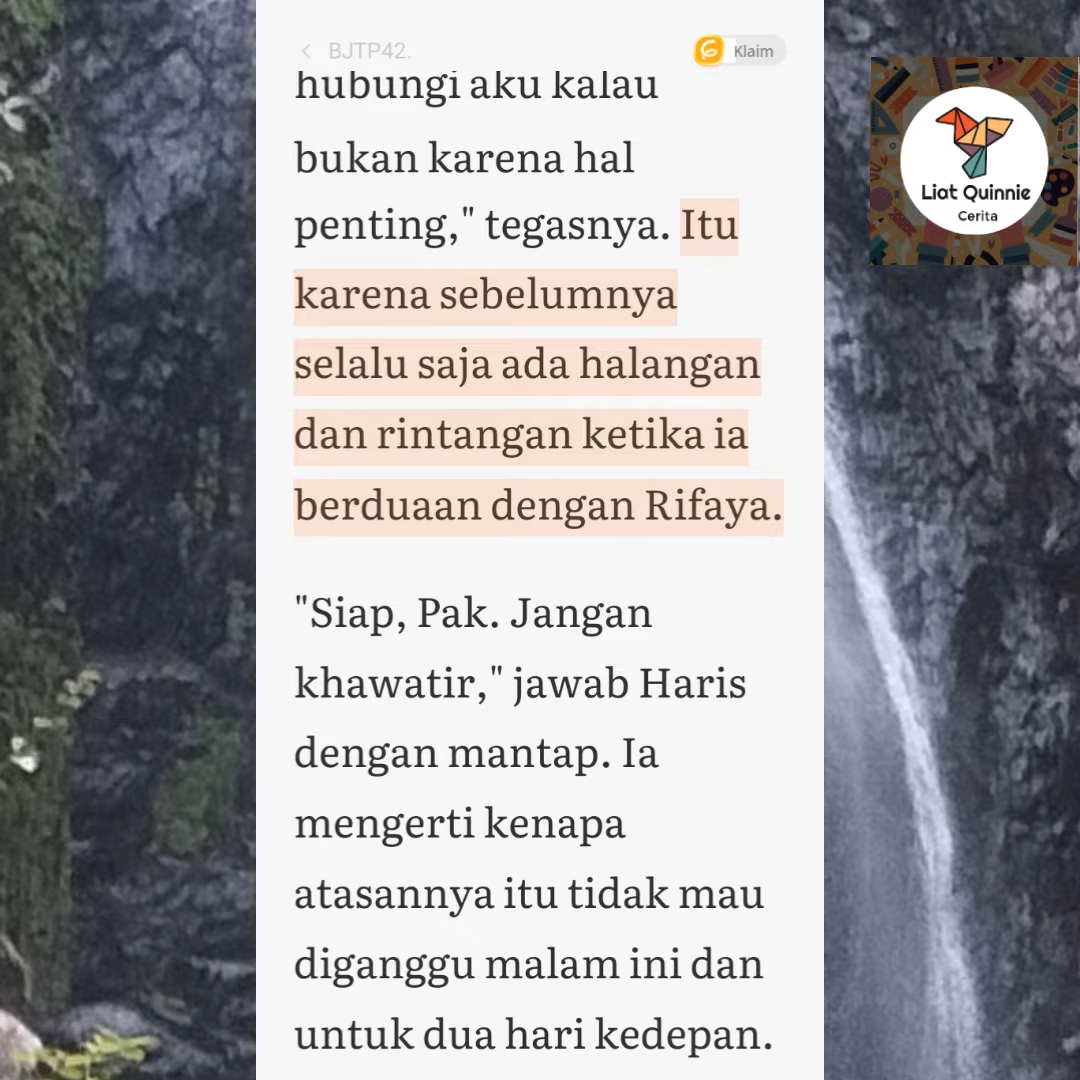 BJTP42.
Klaim
hubungi aku kalau
bukan karena hal
penting," tegasnya. Itu
karena sebelumnya
selalu saja ada halangan
dan rintangan ketika ia
berduaan dengan Rifaya.
"Siap, Pak. Jangan
khawatir," jawab Haris
dengan mantap. Ia
mengerti kenapa
atasannya itu tidak mau
diganggu malam ini dan
untuk dua hari kedepan.
Liat Quinnie
Cerita